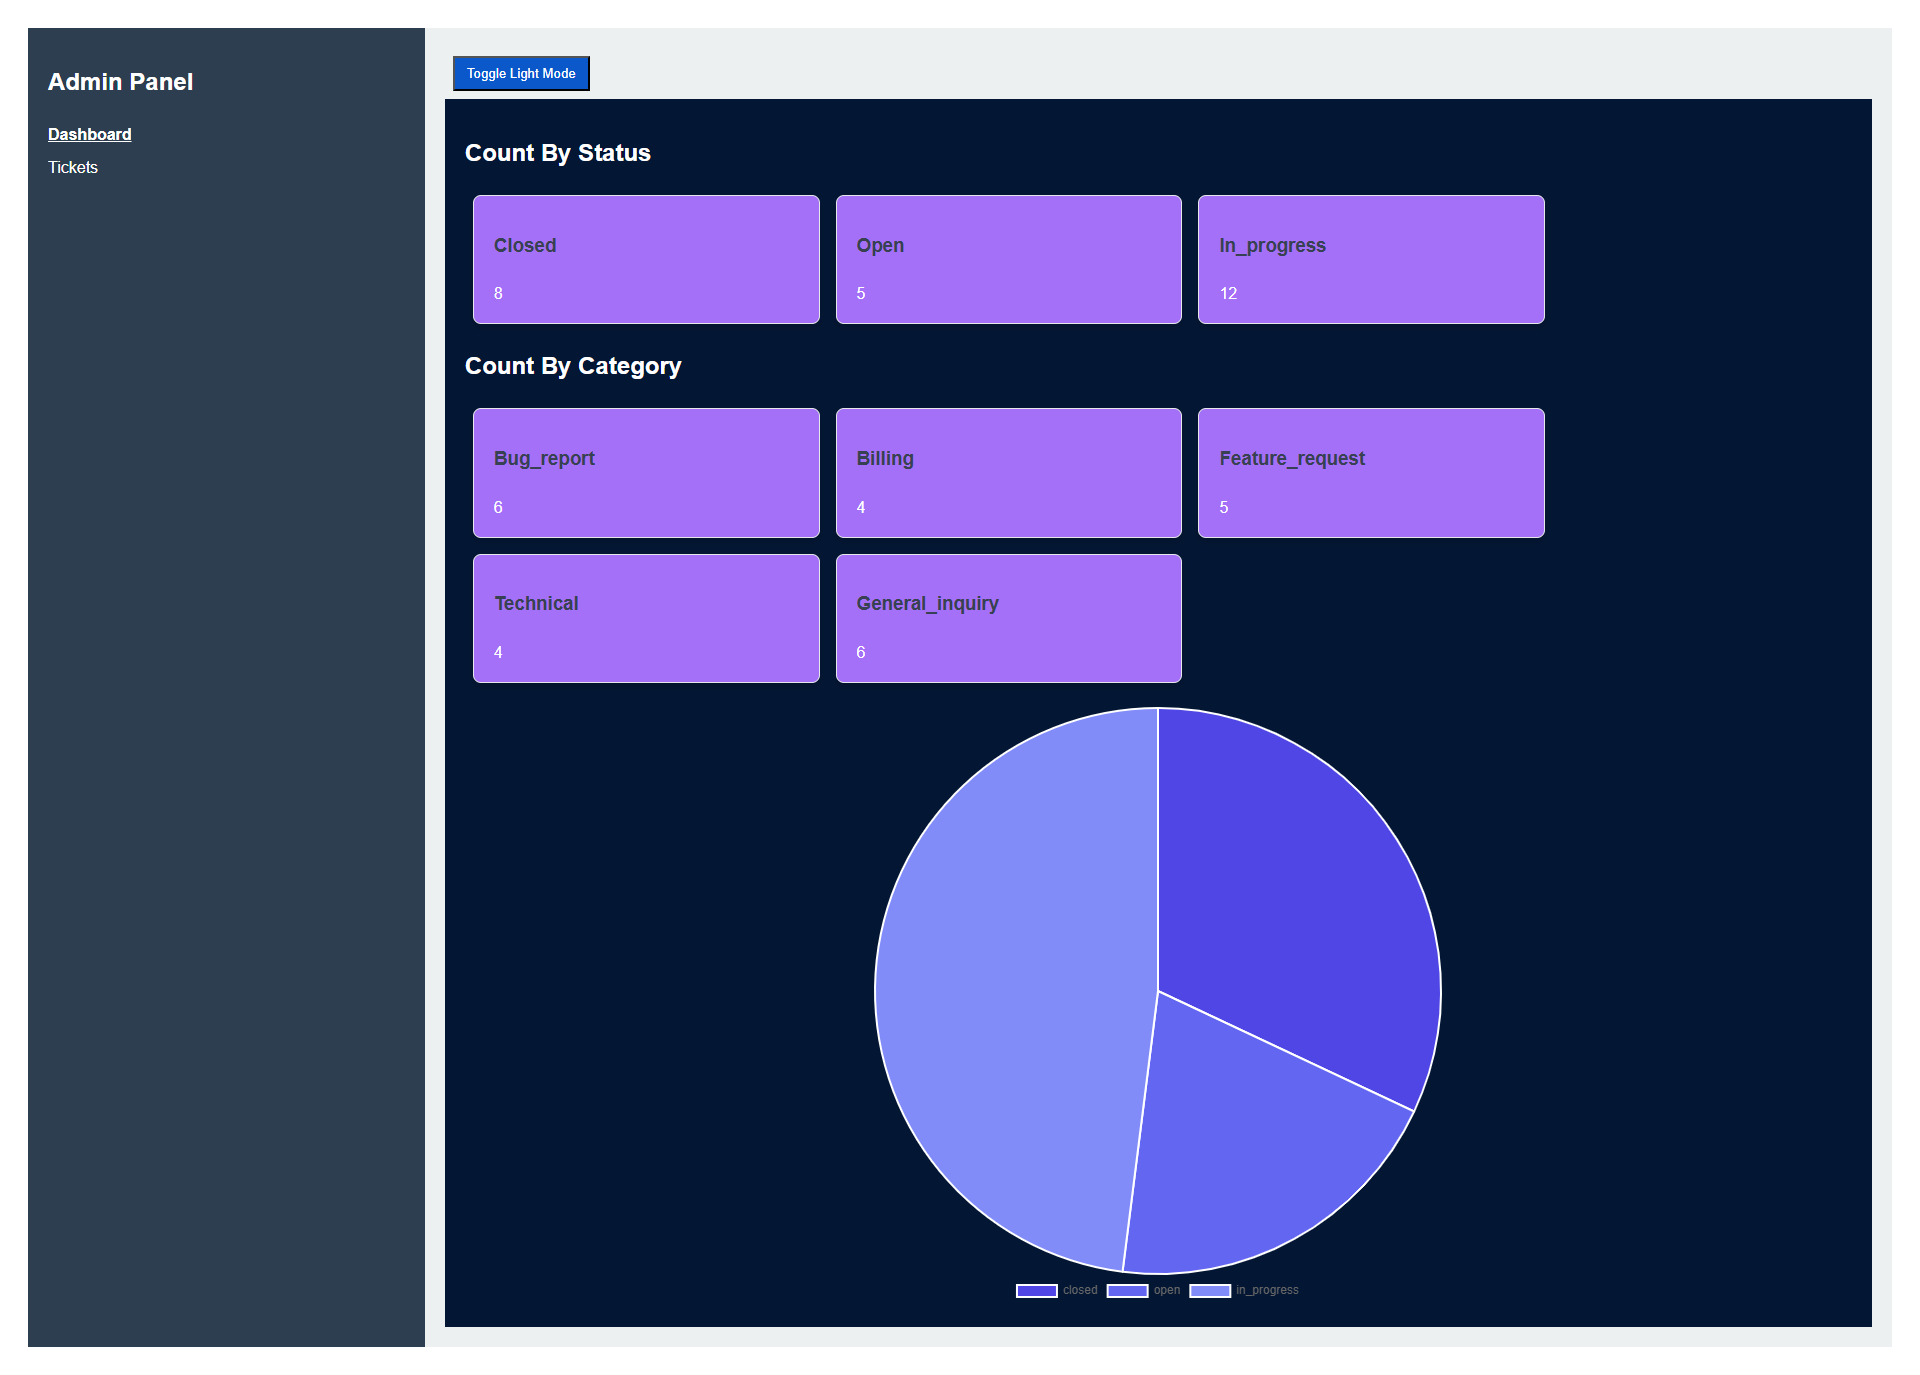 Admin Panel
Dashboard
Tickets
Toggle Light Mode
Count By Status
Closed
8
Open
5
In_progress
12
Count By Category
Bug_report
6
Billing
4
Feature_request
5
Technical
4
General_inquiry
6
closed open in_progress